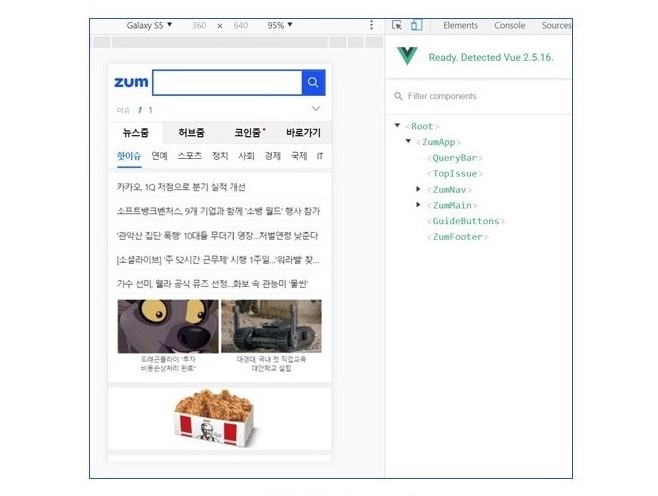 Galaxy S5 ▼ 360 × 640 95% ▼
Elements Console Sources
Ready. Detected Vue 2.5.16.
Filter components
<Root>
<ZumApp>
<QueryBar>
<TopIssue>
<ZumNav>
<ZumMain>
<GuideButtons>
<ZumFooter>
zum
이슈 1 1
뉴스줌 허브줌 코인줌 바로가기
핫이슈 연예 스포츠 정치 사회 경제 국제 IT
카카오, 1Q 저점으로 분기 실적 개선
소프트뱅크벤처스, 9개 기업과 함께 '소뱅 월드' 행사 참가
'관악산 집단 폭행' 10대들 무더기 영장...처벌연령 낮춘다
[소셜라이브] '주 52시간 근무제' 시행 1주일...'워라밸' 찾...
가수 선미, 웰라 공식 뮤즈 선정...화보 속 관능미 '물씬'
드래곤플라이 "투자
비용손상처리 완료"
대경대, 국내 첫 직업교육
대안학교 설립